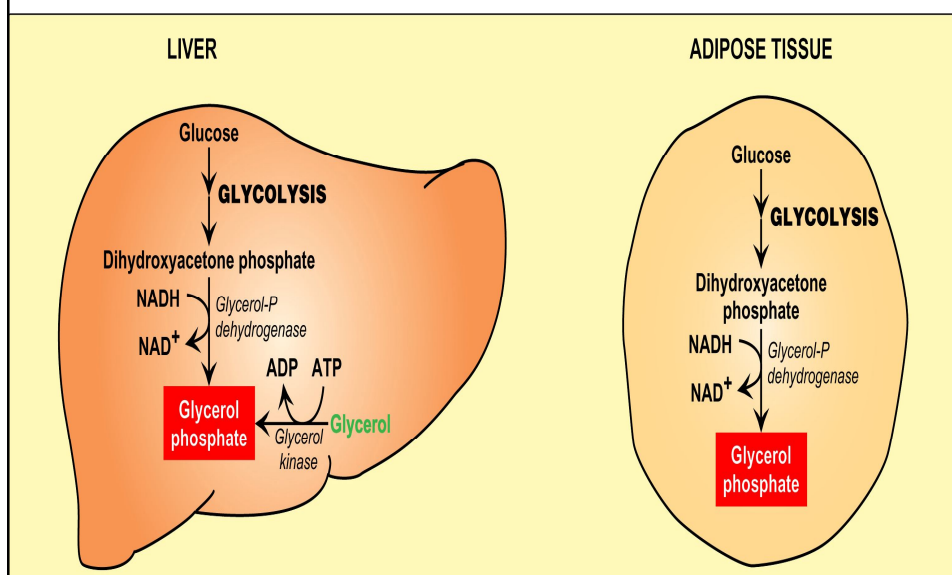 LIVER
Glucose
GLYCOLYSIS
Dihydroxyacetone phosphate
NADH
Glycerol-P
dehydrogenase
NAD+
ADP ATP
Glycerol
phosphate
Glycerol
Glycerol
kinase
ADIPOSE TISSUE
Glucose
GLYCOLYSIS
Dihydroxyacetone
phosphate
NADH
Glycerol-P
dehydrogenase
NAD+
Glycerol
phosphate